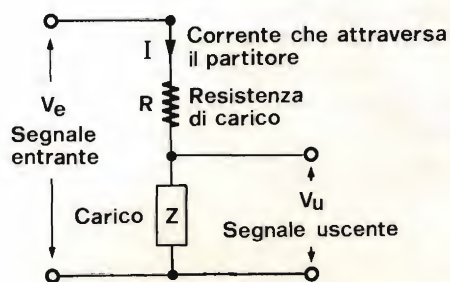 I
Corrente che attraversa
il partitore
Ve
Segnale
entrante
R
Resistenza
di carico
Carico
Z
Vu
Segnale uscente